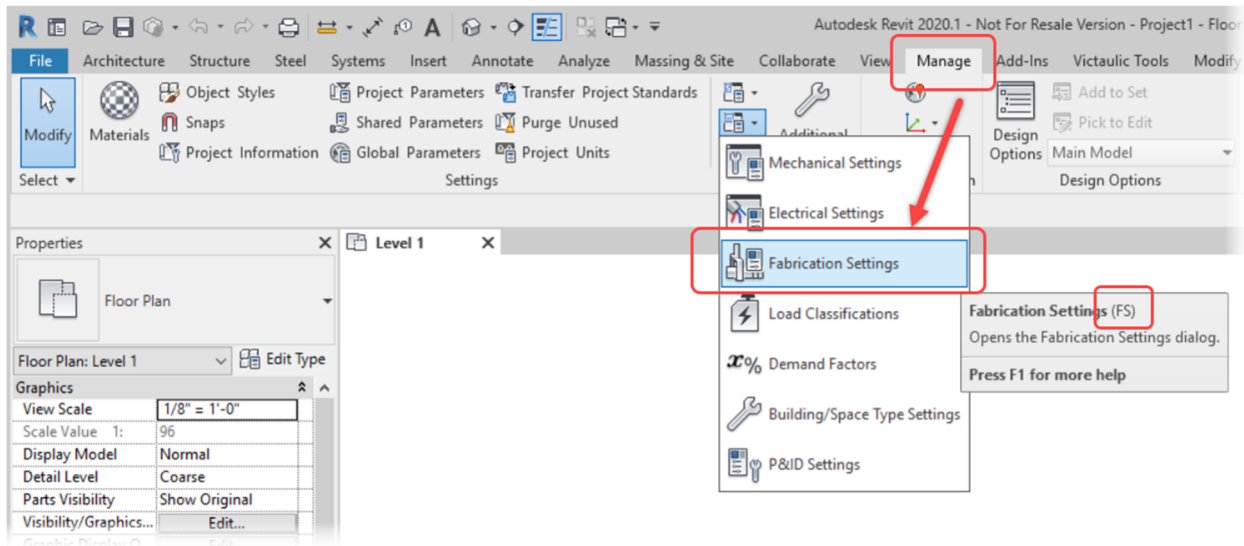 Autodesk Revit 2020.1 - Not For Resale Version - Project1 - Floor
File Architecture Structure Steel Systems Insert Annotate Analyze Massing & Site Collaborate View Manage Add-Ins Victaulic Tools Modify
Object Styles Project Parameters Transfer Project Standards Add to Set
Snaps Shared Parameters Purge Unused Pick to Edit
Modify Materials Additional Design
Project Information Global Parameters Project Units Options Main Model
Select Settings Design Options
Mechanical Settings
Electrical Settings
Fabrication Settings
Load Classifications
Demand Factors
Building/Space Type Settings
P&ID Settings
Fabrication Settings (FS)
Opens the Fabrication Settings dialog.
Press F1 for more help
Properties
Level 1
Floor Plan
Floor Plan: Level 1 Edit Type
Graphics
View Scale 1/8" = 1'-0"
Scale Value 1: 96
Display Model Normal
Detail Level Coarse
Parts Visibility Show Original
Visibility/Graphics... Edit...